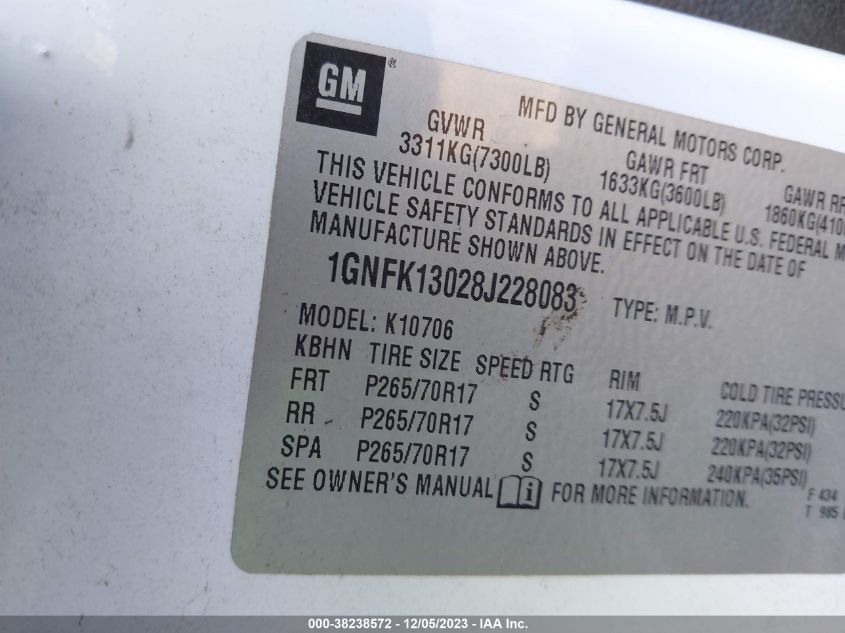 GM®
MFD BY GENERAL MOTORS CORP.
GVWR GAWR FRT GAWR RR
3311KG(7300LB) 1633KG(3600LB) 1860KG(410
THIS VEHICLE CONFORMS TO ALL APPLICABLE U.S. FEDERAL M
VEHICLE SAFETY STANDARDS IN EFFECT ON THE DATE OF
MANUFACTURE SHOWN ABOVE.
1GNFK13028J228083 TYPE: M.P.V.
MODEL: K10706
KBHN TIRE SIZE SPEED RTG RIM COLD TIRE PRESSU
FRT P265/70R17 S 17X7.5J 220KPA(32PSI)
RR P265/70R17 S 17X7.5J 220KPA(32PSI)
SPA P265/70R17 S 17X7.5J 240KPA(35PSI)
SEE OWNER'S MANUAL i FOR MORE INFORMATION.
F 434
T 985
000-38238572 - 12/05/2023 - IAA Inc.